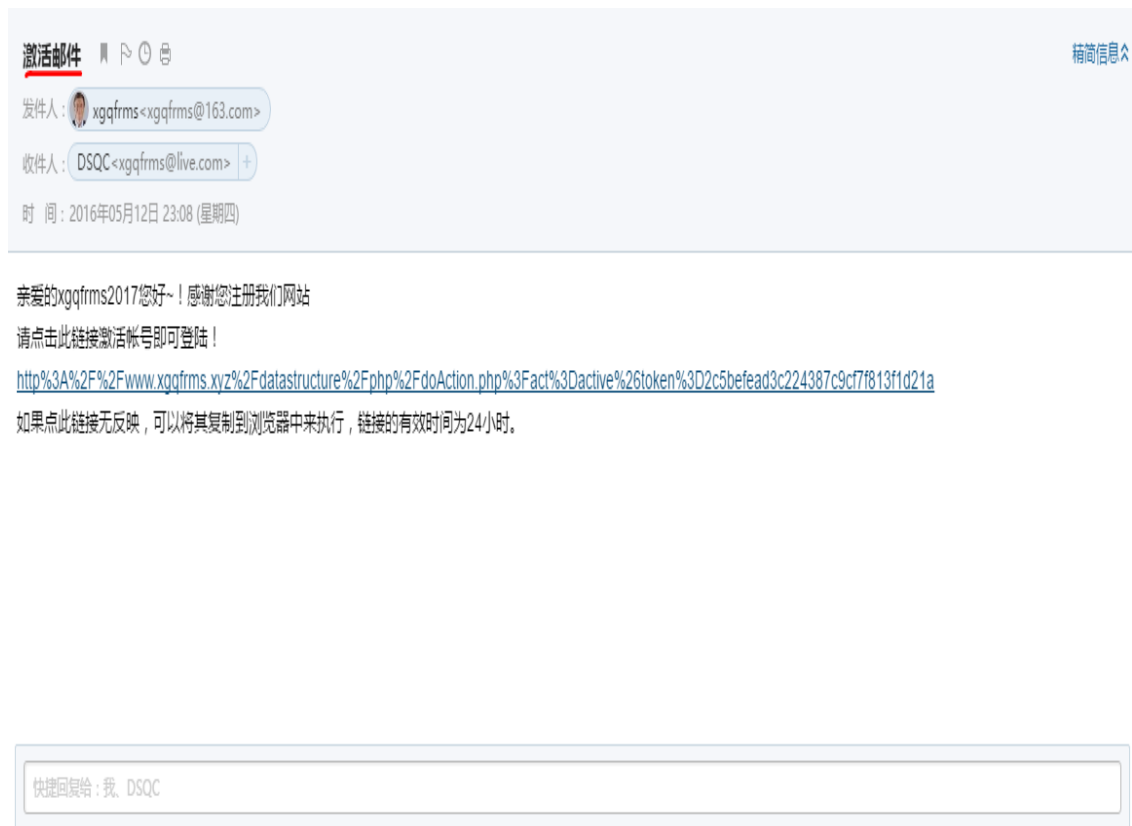 激活邮件
精简信息
发件人：xgqfrms<xgqfrms@163.com>
收件人：DSQC<xgqfrms@live.com> +
时 间：2016年05月12日 23:08 (星期四)
亲爱的xgqfrms2017您好~！感谢您注册我们网站
请点击此链接激活帐号即可登陆！
http%3A%2F%2Fwww.xgqfrms.xyz%2Fdatastructure%2Fphp%2FdoAction.php%3Fact%3Dactive%26token%3D2c5befead3c224387c9cf7f813f1d21a
如果点此链接无反映，可以将其复制到浏览器中来执行，链接的有效时间为24小时。
快捷回复给：我、DSQC